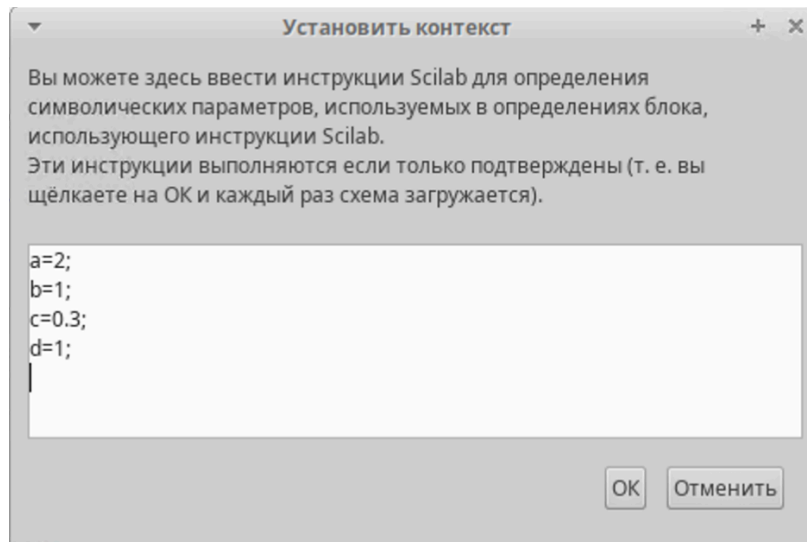 Установить контекст
Вы можете здесь ввести инструкции Scilab для определения
символических параметров, используемых в определениях блока,
использующего инструкции Scilab.
Эти инструкции выполняются если только подтверждены (т. е. вы
щёлкаете на ОК и каждый раз схема загружается).
a=2;
b=1;
c=0.3;
d=1;
ОК Отменить